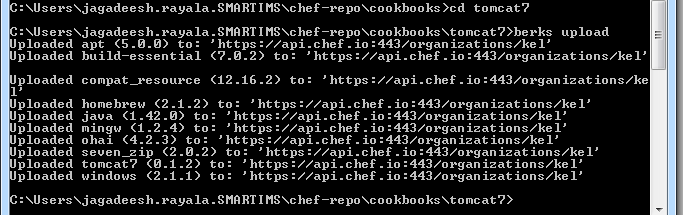 C:\Users\jagadeesh.rayala.SMARTIMS\chef-repo\cookbooks>cd tomcat7
C:\Users\jagadeesh.rayala.SMARTIMS\chef-repo\cookbooks\tomcat7>berks upload
Uploaded apt (5.0.0) to: 'https://api.chef.io:443/organizations/kel'
Uploaded build-essential (7.0.2) to: 'https://api.chef.io:443/organizations/kel'
Uploaded compat_resource (12.16.2) to: 'https://api.chef.io:443/organizations/ke
l'
Uploaded homebrew (2.1.2) to: 'https://api.chef.io:443/organizations/kel'
Uploaded java (1.42.0) to: 'https://api.chef.io:443/organizations/kel'
Uploaded mingw (1.2.4) to: 'https://api.chef.io:443/organizations/kel'
Uploaded ohai (4.2.3) to: 'https://api.chef.io:443/organizations/kel'
Uploaded seven_zip (2.0.2) to: 'https://api.chef.io:443/organizations/kel'
Uploaded tomcat7 (0.1.2) to: 'https://api.chef.io:443/organizations/kel'
Uploaded windows (2.1.1) to: 'https://api.chef.io:443/organizations/kel'
C:\Users\jagadeesh.rayala.SMARTIMS\chef-repo\cookbooks\tomcat7>